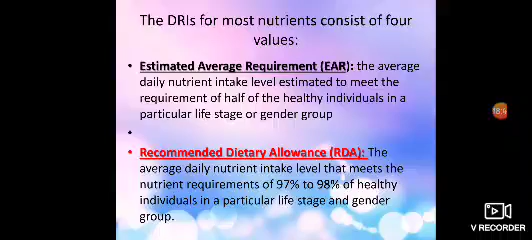 The DRIs for most nutrients consist of four
values:
• Estimated Average Requirement (EAR): the average
daily nutrient intake level estimated to meet the
requirement of half of the healthy individuals in a
particular life stage or gender group
•
• Recommended Dietary Allowance (RDA): The
average daily nutrient intake level that meets the
nutrient requirements of 97% to 98% of healthy
individuals in a particular life stage and gender
group.
V RECORDER